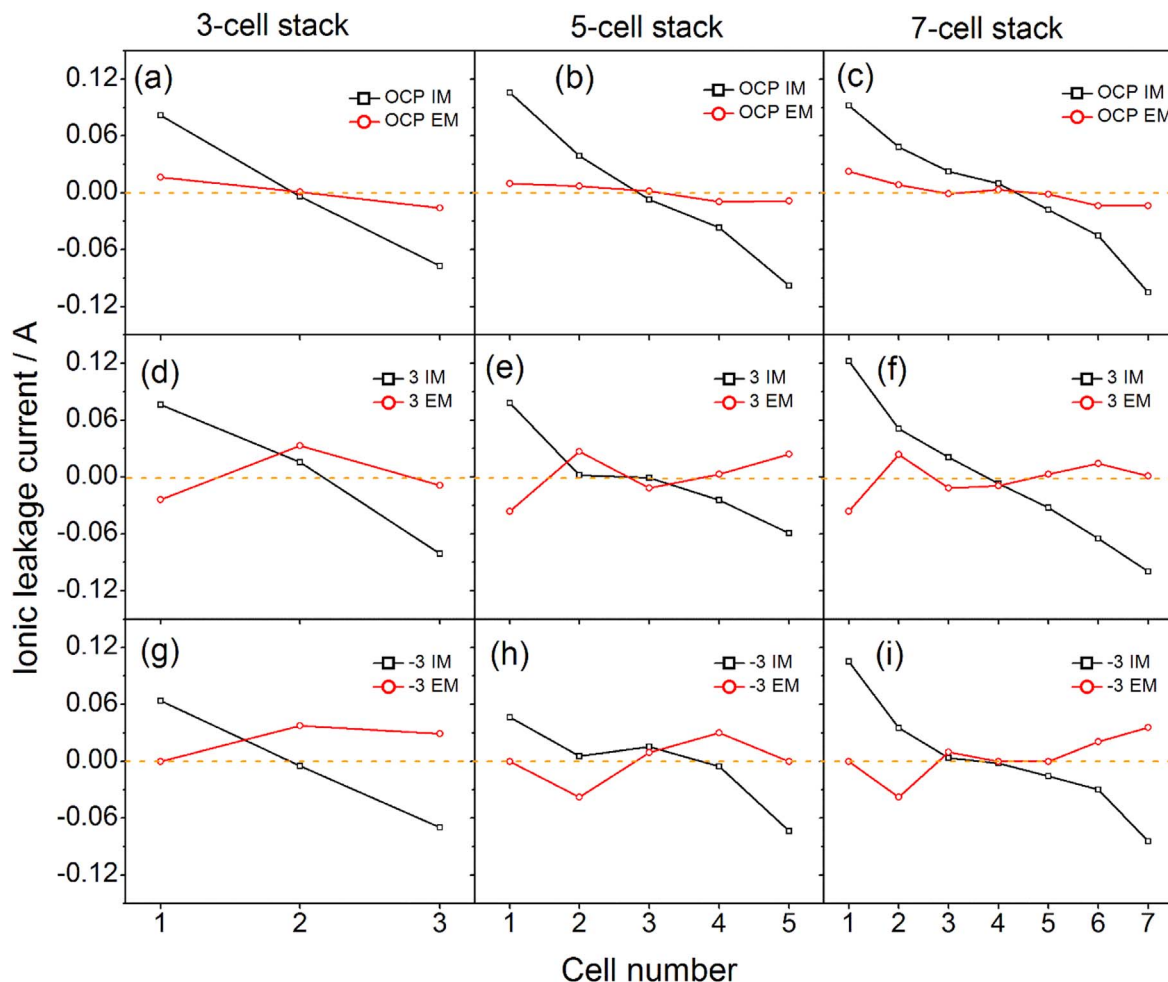 3-cell stack 5-cell stack 7-cell stack
(a) (b) (c)
OCP IM OCP IM OCP IM
OCP EM OCP EM OCP EM
0.12
0.06
0.00
-0.06
-0.12
(d) (e) (f)
3 IM 3 IM 3 IM
3 EM 3 EM 3 EM
0.12
0.06
0.00
-0.06
-0.12
(g) (h) (i)
-3 IM -3 IM -3 IM
-3 EM -3 EM -3 EM
0.12
0.06
0.00
-0.06
-0.12
Ionic leakage current / A
1 2 3 1 2 3 4 5 1 2 3 4 5 6 7
Cell number